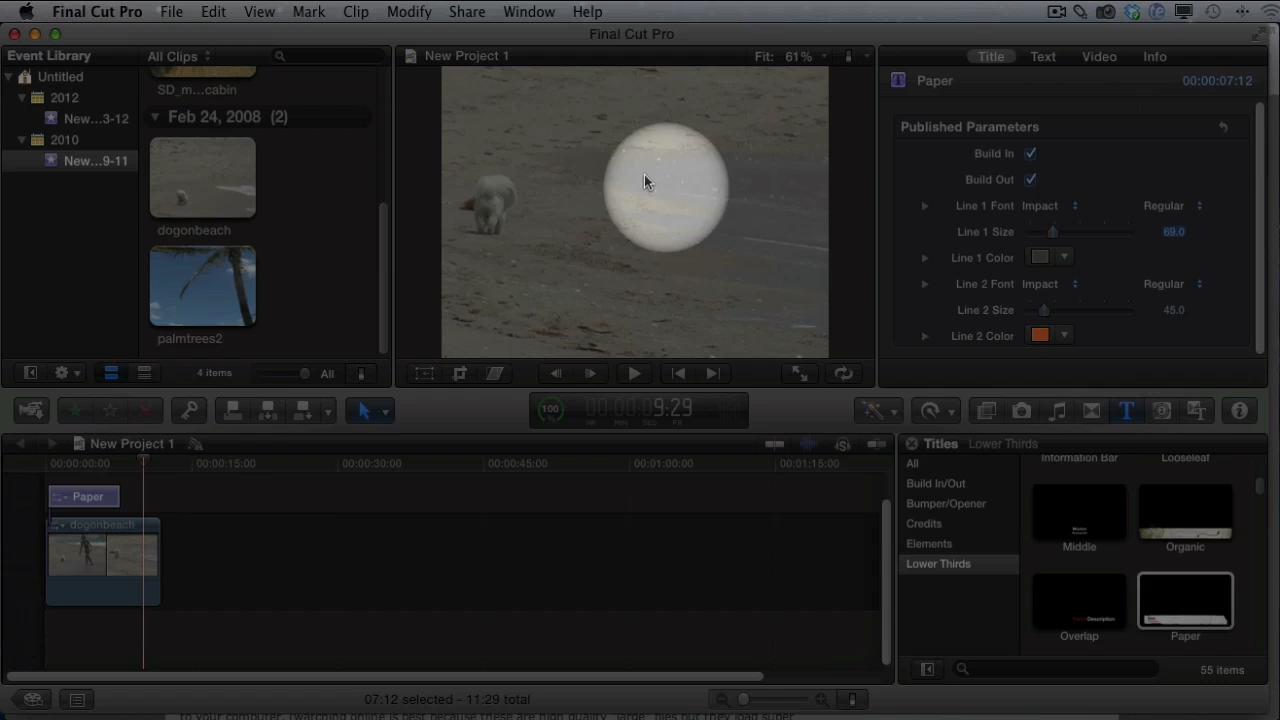 Final Cut Pro File Edit View Mark Clip Modify Share Window Help
Final Cut Pro
Event Library
All Clips
New Project 1
Fit: 61%
Title Text Video Info
Untitled
2012
New...3-12
2010
New...9-11
SD_m...cabin
Feb 24, 2008 (2)
dogonbeach
palmtrees2
Paper 00:00:07:12
Published Parameters
Build In
Build Out
Line 1 Font Impact Regular
Line 1 Size 69.0
Line 1 Color
Line 2 Font Impact Regular
Line 2 Size 45.0
Line 2 Color
4 items All
100 00:00:09:29
HR MIN SEC FR
New Project 1
00:00:00:00 00:00:15:00 00:00:30:00 00:00:45:00 00:01:00:00 00:01:15:00
Paper
dogonbeach
Titles Lower Thirds
All
Build In/Out
Bumper/Opener
Credits
Elements
Lower Thirds
Information Bar Looseleaf
Middle Organic
Overlap Paper
55 items
07:12 selected - 11:29 total